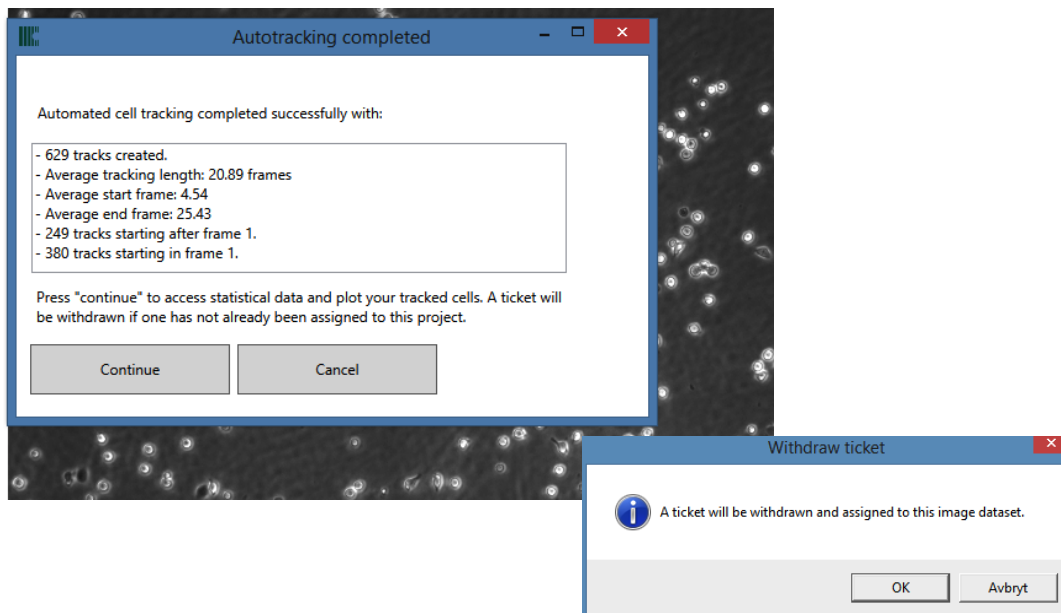 Autotracking completed
Automated cell tracking completed successfully with:
- 629 tracks created.
- Average tracking length: 20.89 frames
- Average start frame: 4.54
- Average end frame: 25.43
- 249 tracks starting after frame 1.
- 380 tracks starting in frame 1.
Press "continue" to access statistical data and plot your tracked cells. A ticket will
be withdrawn if one has not already been assigned to this project.
Continue
Cancel
Withdraw ticket
A ticket will be withdrawn and assigned to this image dataset.
OK
Avbryt